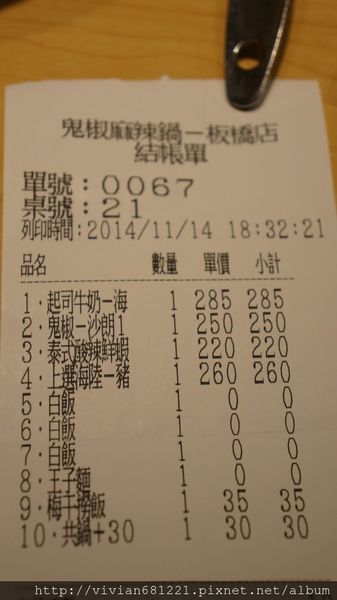 鬼椒麻辣鍋－板橋店
結帳單
單號：0067
桌號：21
列印時間：2014/11/14 18:32:21
品名 數量 單價 小計
1．起司牛奶－海 1 285 285
2．鬼椒－沙朗1 1 250 250
3．泰式酸辣鮮蝦 1 220 220
4．上選海陸－豬 1 260 260
5．白飯 1 0 0
6．白飯 1 0 0
7．白飯 1 0 0
8．王子麵 1 0 0
9．梅干撈飯 1 35 35
10．共鍋＋30 1 30 30
http://vivian681221.pixnet.net/album